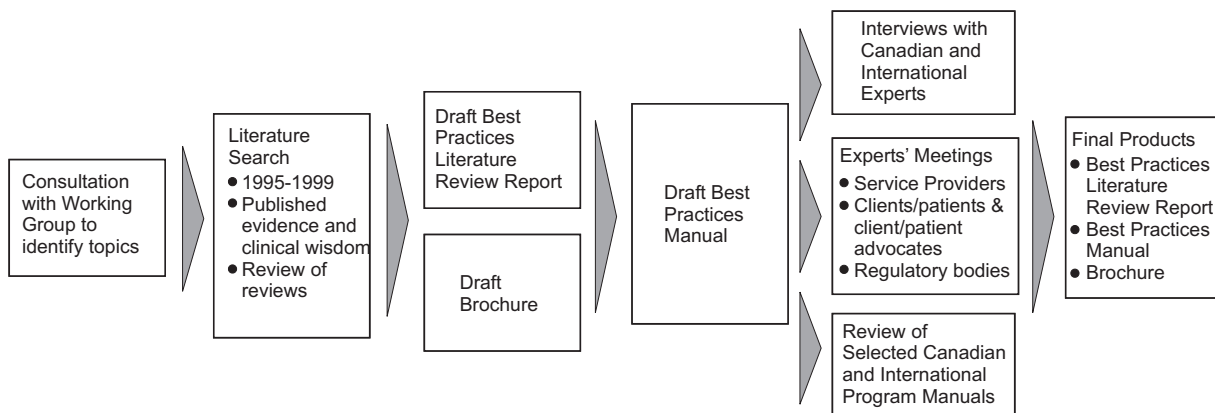 Consultation
with Working
Group to
identify topics
Literature
Search
● 1995-1999
● Published
evidence and
clinical wisdom
● Review of
reviews
Draft Best
Practices
Literature
Review Report
Draft
Brochure
Draft Best
Practices
Manual
Interviews with
Canadian and
International
Experts
Experts’ Meetings
● Service Providers
● Clients/patients &
client/patient
advocates
● Regulatory bodies
Review of
Selected Canadian
and International
Program Manuals
Final Products
● Best Practices
Literature
Review Report
● Best Practices
Manual
● Brochure